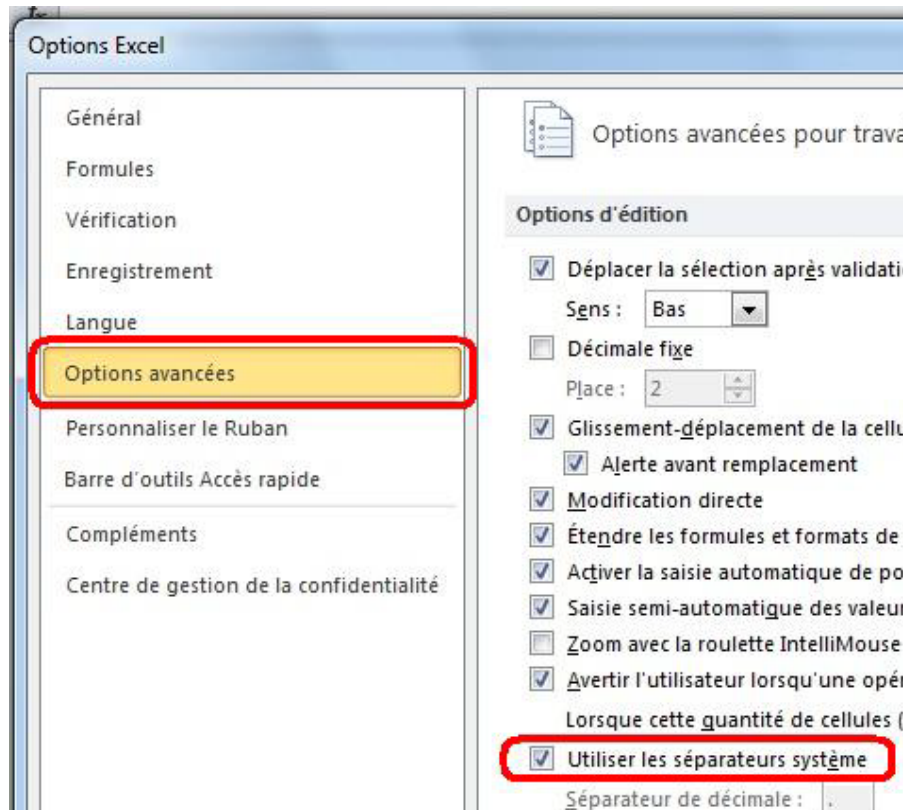 Options Excel
Général
Formules
Vérification
Enregistrement
Langue
Options avancées
Personnaliser le Ruban
Barre d'outils Accès rapide
Compléments
Centre de gestion de la confidentialité
Options avancées pour trava
Options d'édition
Déplacer la sélection après validati
Sens : Bas
Décimale fixe
Place : 2
Glissement-déplacement de la cellu
Alerte avant remplacement
Modification directe
Étendre les formules et formats de
Activer la saisie automatique de po
Saisie semi-automatique des valeur
Zoom avec la roulette IntelliMouse
Avertir l'utilisateur lorsqu'une opér
Lorsque cette quantité de cellules (
Utiliser les séparateurs système
Séparateur de décimale : .